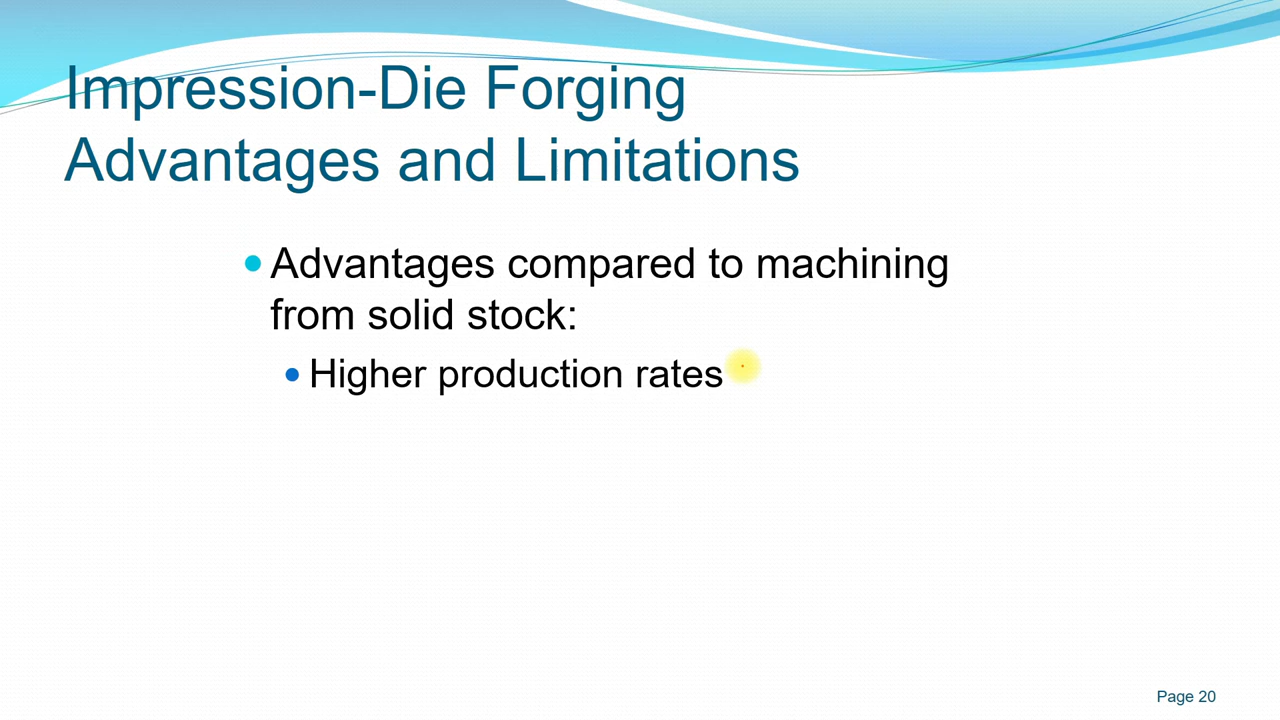 Impression-Die Forging
Advantages and Limitations
Advantages compared to machining
from solid stock:
Higher production rates
Page 20